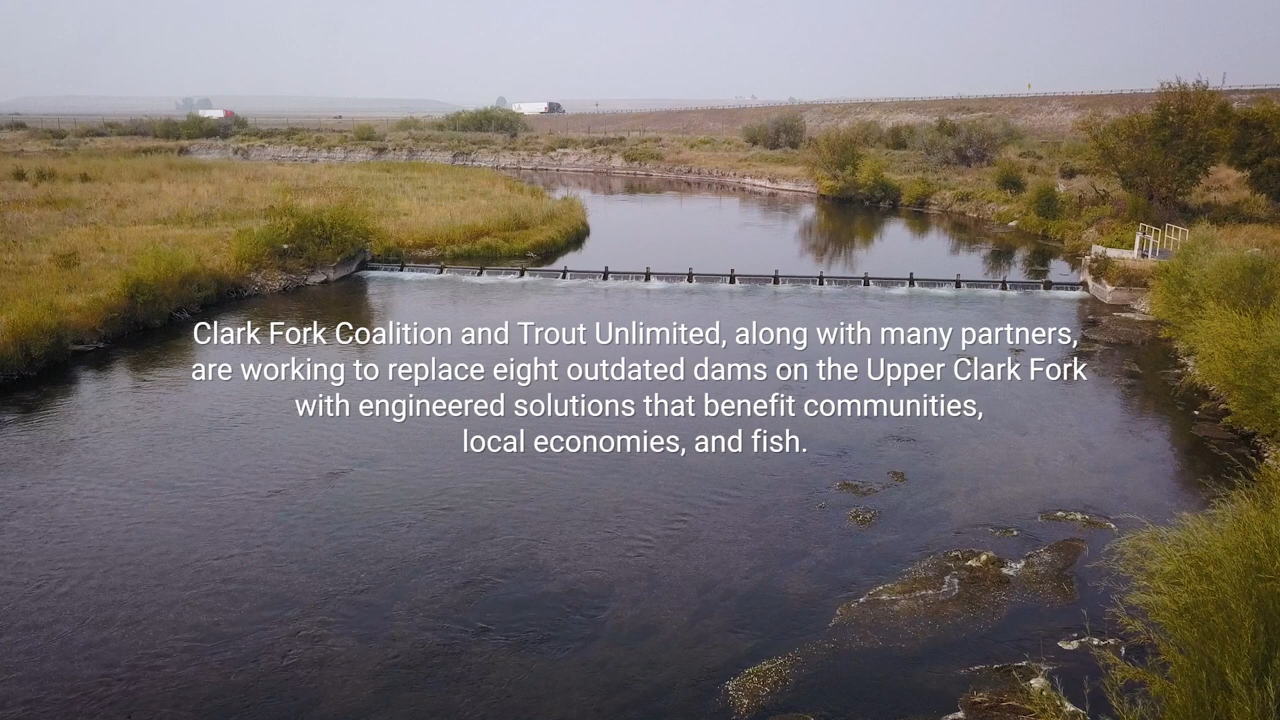 Clark Fork Coalition and Trout Unlimited, along with many partners,
are working to replace eight outdated dams on the Upper Clark Fork
with engineered solutions that benefit communities,
local economies, and fish.